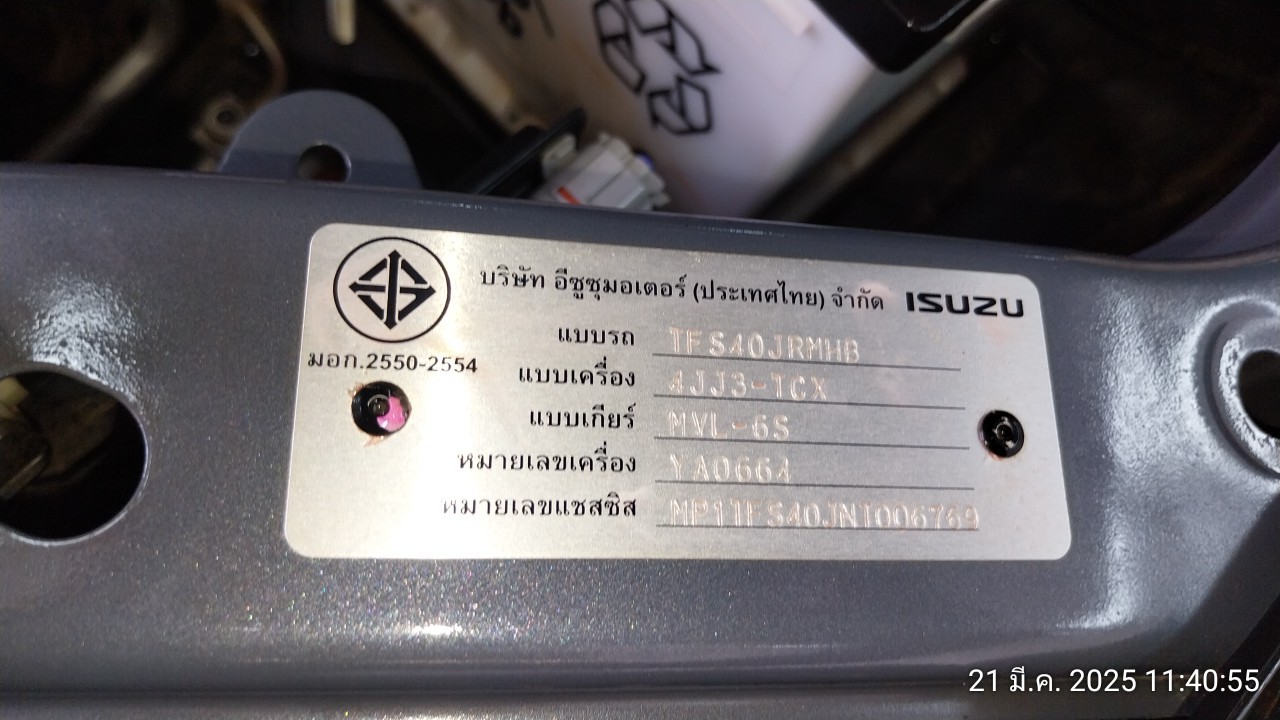 บริษัท อีซูซุมอเตอร์ (ประเทศไทย) จำกัด ISUZU
มอก.2550-2554
แบบรถ TFS40JRMHB
แบบเครื่อง 4JJ3-TCX
แบบเกียร์ MVL-6S
หมายเลขเครื่อง YA0664
หมายเลขแชสซิส MP1TFS40JNT006769
21 มี.ค. 2025 11:40:55